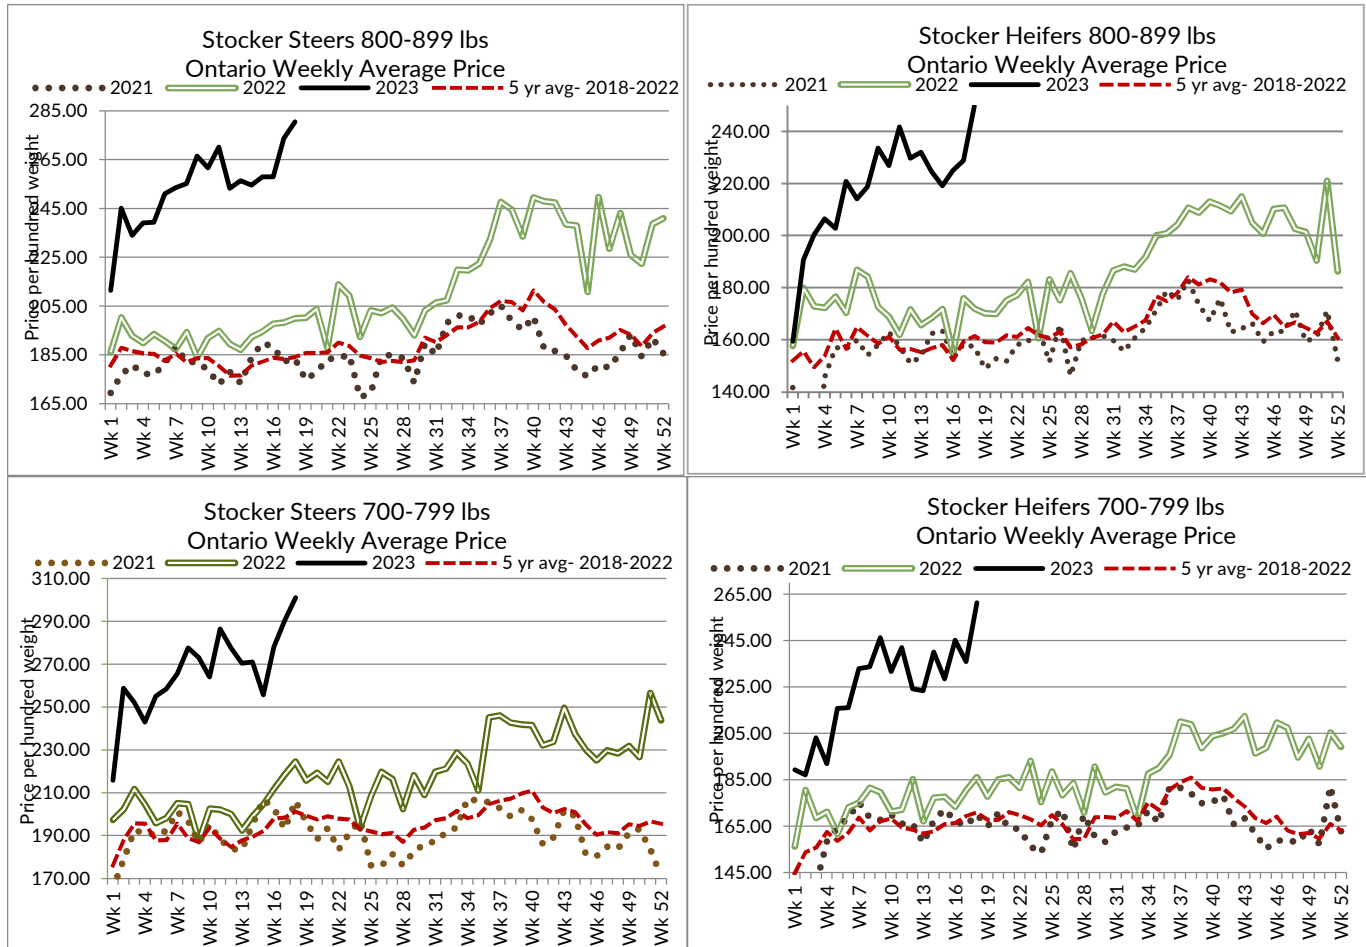 Stocker Steers 800-899 lbs
Ontario Weekly Average Price
2021 2022 2023 5 yr avg- 2018-2022
Price per hundred weight
285.00
265.00
245.00
225.00
205.00
185.00
165.00
Wk 1 Wk 4 Wk 7 Wk 10 Wk 13 Wk 16 Wk 19 Wk 22 Wk 25 Wk 28 Wk 31 Wk 34 Wk 37 Wk 40 Wk 43 Wk 46 Wk 49 Wk 52
Stocker Heifers 800-899 lbs
Ontario Weekly Average Price
2021 2022 2023 5 yr avg- 2018-2022
Price per hundred weight
240.00
220.00
200.00
180.00
160.00
140.00
Wk 1 Wk 4 Wk 7 Wk 10 Wk 13 Wk 16 Wk 19 Wk 22 Wk 25 Wk 28 Wk 31 Wk 34 Wk 37 Wk 40 Wk 43 Wk 46 Wk 49 Wk 52
Stocker Steers 700-799 lbs
Ontario Weekly Average Price
2021 2022 2023 5 yr avg- 2018-2022
Price per hundred weight
310.00
290.00
270.00
250.00
230.00
210.00
190.00
170.00
Wk 1 Wk 4 Wk 7 Wk 10 Wk 13 Wk 16 Wk 19 Wk 22 Wk 25 Wk 28 Wk 31 Wk 34 Wk 37 Wk 40 Wk 43 Wk 46 Wk 49 Wk 52
Stocker Heifers 700-799 lbs
Ontario Weekly Average Price
2021 2022 2023 5 yr avg- 2018-2022
Price per hundred weight
265.00
245.00
225.00
205.00
185.00
165.00
145.00
Wk 1 Wk 4 Wk 7 Wk 10 Wk 13 Wk 16 Wk 19 Wk 22 Wk 25 Wk 28 Wk 31 Wk 34 Wk 37 Wk 40 Wk 43 Wk 46 Wk 49 Wk 52